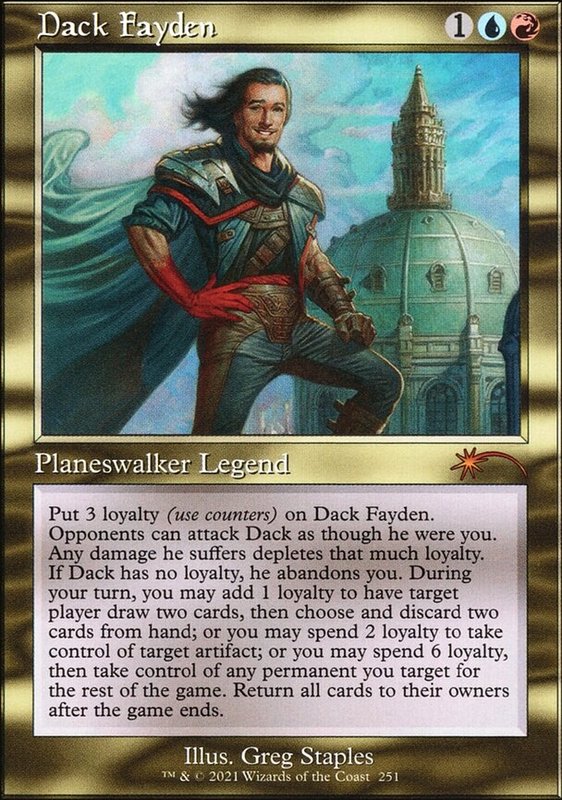 Dack Fayden 1
Planeswalker Legend
Put 3 loyalty (use counters) on Dack Fayden.
Opponents can attack Dack as though he were you.
Any damage he suffers depletes that much loyalty.
If Dack has no loyalty, he abandons you. During
your turn, you may add 1 loyalty to have target
player draw two cards, then choose and discard two
cards from hand; or you may spend 2 loyalty to take
control of target artifact; or you may spend 6 loyalty,
then take control of any permanent you target for
the rest of the game. Return all cards to their owners
after the game ends.
Illus. Greg Staples
™ & © 2021 Wizards of the Coast 251